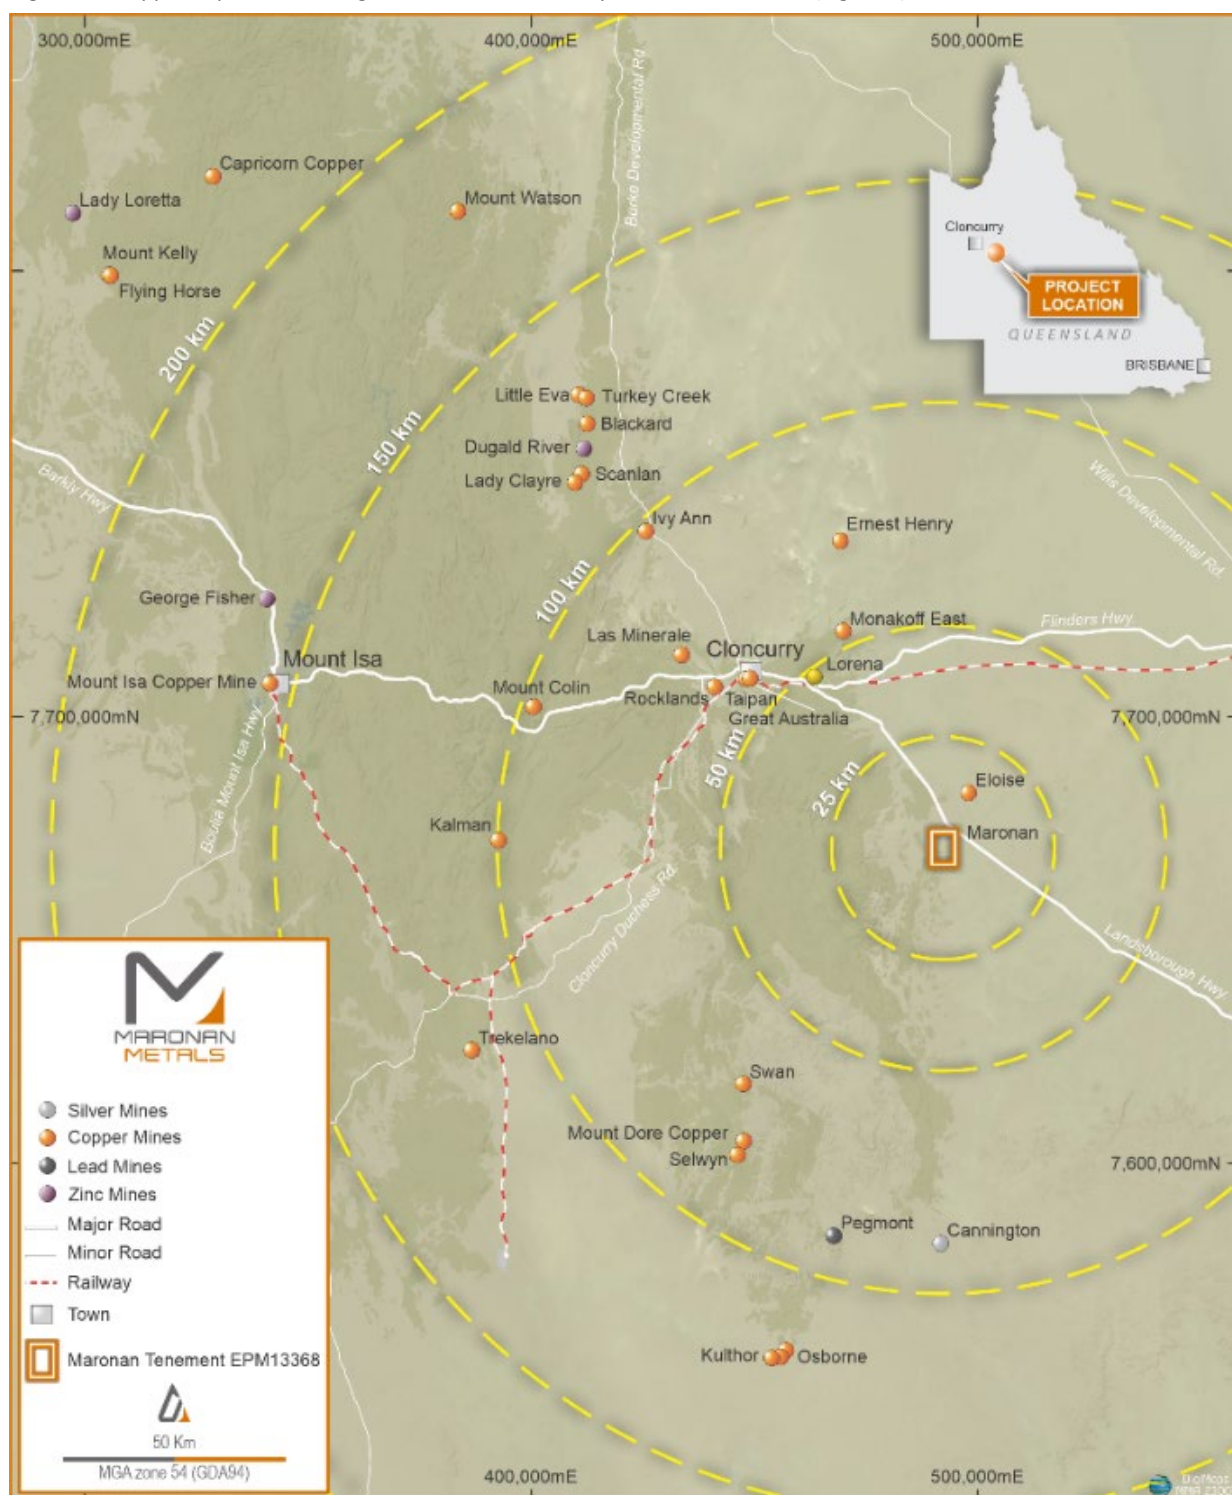 300,000mE
400,000mE
500,000mE
Burke Developmental Rd
Capricorn Copper
Lady Loretta
Mount Watson
Mount Kelly
Flying Horse
Cloncurry
PROJECT
LOCATION
QUEENSLAND
BRISBANE
200 km
150 km
Little Eva
Turkey Creek
Blackard
Dugald River
Scanlan
Lady Clayre
Barkly Hwy
Wills Developmental Rd
Ivy Ann
Ernest Henry
100 km
George Fisher
Monakoff East
Flinders Hwy
Las Minerale
Cloncurry
Mount Isa
Lorena
Mount Isa Copper Mine
Mount Colin
Rocklands
Taipan
Great Australia
7,700,000mN
7,700,000mN
Boulia Mount Isa Hwy
50 km
25 km
Eloise
Kalman
Maronan
Cloncurry Duchess Rd
Landsborough Hwy
Trekelano
Swan
Mount Dore Copper
Selwyn
7,600,000mN
Pegmont
Cannington
Kulthor
Osborne
MARONAN
METALS
Silver Mines
Copper Mines
Lead Mines
Zinc Mines
Major Road
Minor Road
Railway
Town
Maronan Tenement EPM13368
50 Km
MGA zone 54 (GDA94)
400,000mE
500,000mE